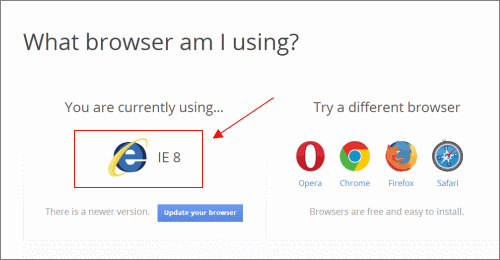 What browser am I using?
You are currently using...
IE 8
There is a newer version. Update your browser
Try a different browser
Opera Chrome Firefox Safari
Browsers are free and easy to install.